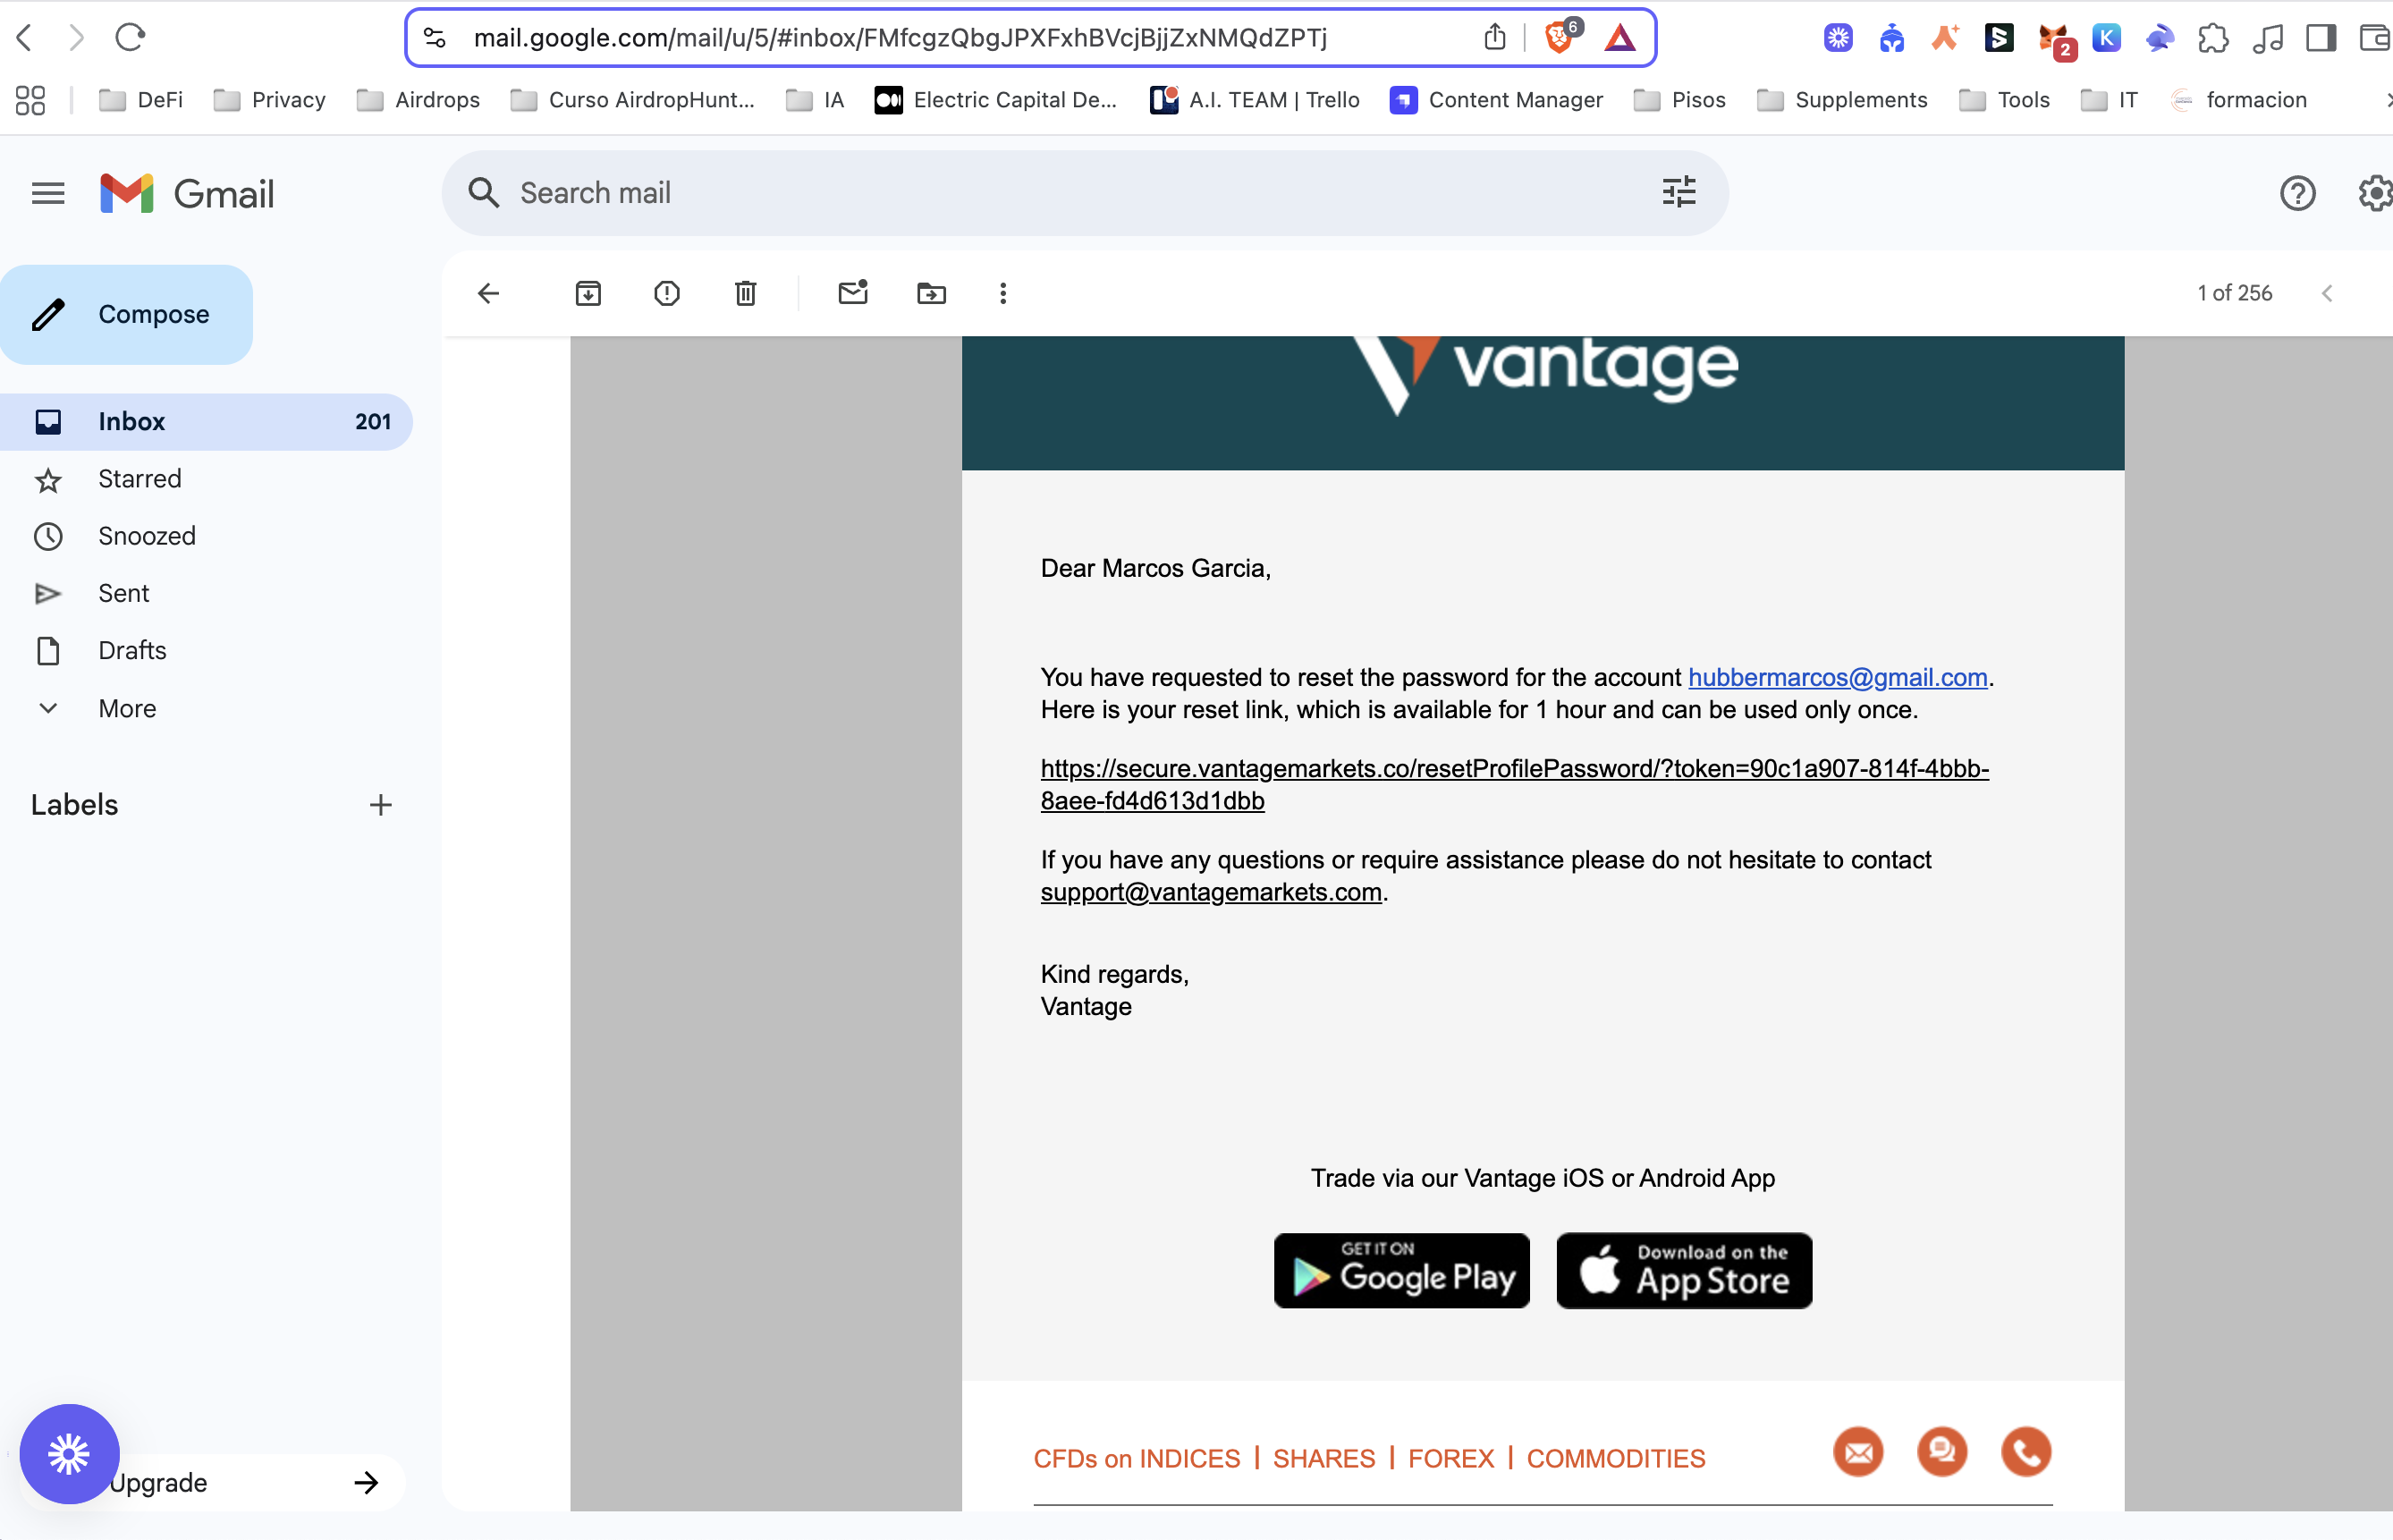 mail.google.com/mail/u/5/#inbox/FMfcgzQbgJPXFxhBVcjBjjZxNMQdZPTj
6
2
K
DeFi
Privacy
Airdrops
Curso AirdropHunt...
IA
Electric Capital De...
A.I. TEAM | Trello
Content Manager
Pisos
Supplements
Tools
IT
formacion
Gmail
Search mail
Compose
1 of 256
Inbox 201
Starred
Snoozed
Sent
Drafts
More
Labels
Upgrade
vantage
Dear Marcos Garcia,
You have requested to reset the password for the account hubbermarcos@gmail.com.
Here is your reset link, which is available for 1 hour and can be used only once.
https://secure.vantagemarkets.co/resetProfilePassword/?token=90c1a907-814f-4bbb-
8aee-fd4d613d1dbb
If you have any questions or require assistance please do not hesitate to contact
support@vantagemarkets.com.
Kind regards,
Vantage
Trade via our Vantage iOS or Android App
GET IT ON
Google Play
Download on the
App Store
CFDs on INDICES | SHARES | FOREX | COMMODITIES